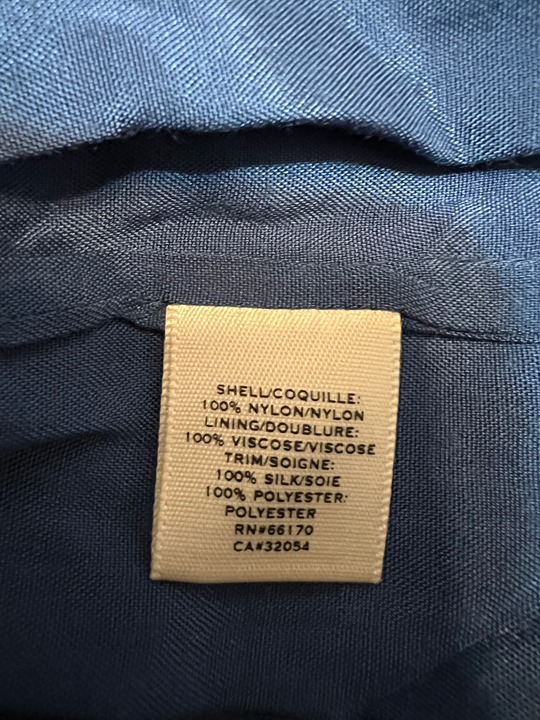 SHELL/COQUILLE:
100% NYLON/NYLON
LINING/DOUBLURE:
100% VISCOSE/VISCOSE
TRIM/SOIGNE:
100% SILK/SOIE
100% POLYESTER:
POLYESTER
RN#66170
CA#32054